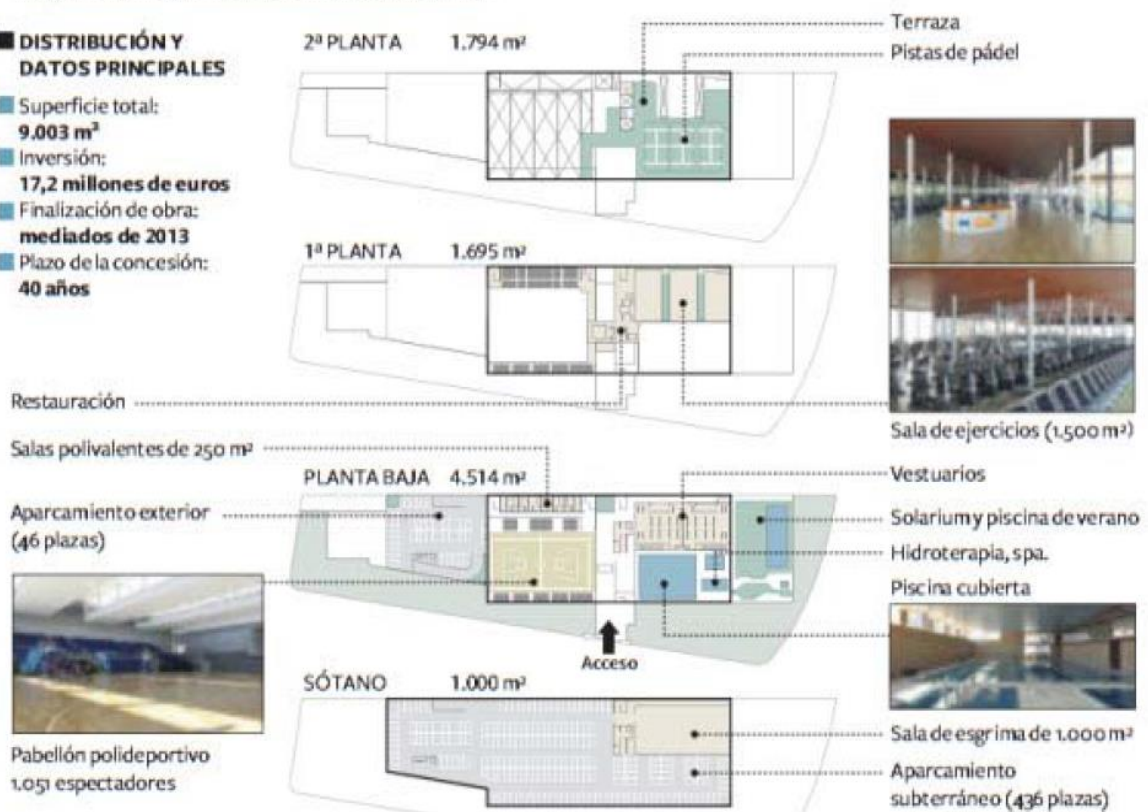 DISTRIBUCIÓN Y
DATOS PRINCIPALES
Superficie total:
9.003 m²
Inversión:
17,2 millones de euros
Finalización de obra:
mediados de 2013
Plazo de la concesión:
40 años
2ª PLANTA 1.794 m²
Terraza
Pistas de pádel
1ª PLANTA 1.695 m²
Restauración
Sala de ejercicios (1.500 m²)
Salas polivalentes de 250 m²
PLANTA BAJA 4.514 m²
Aparcamiento exterior
(46 plazas)
Vestuarios
Solarium y piscina de verano
Hidroterapia, spa.
Piscina cubierta
Acceso
Pabellón polideportivo
1.051 espectadores
SÓTANO 1.000 m²
Sala de esgrima de 1.000 m²
Aparcamiento
subterráneo (436 plazas)